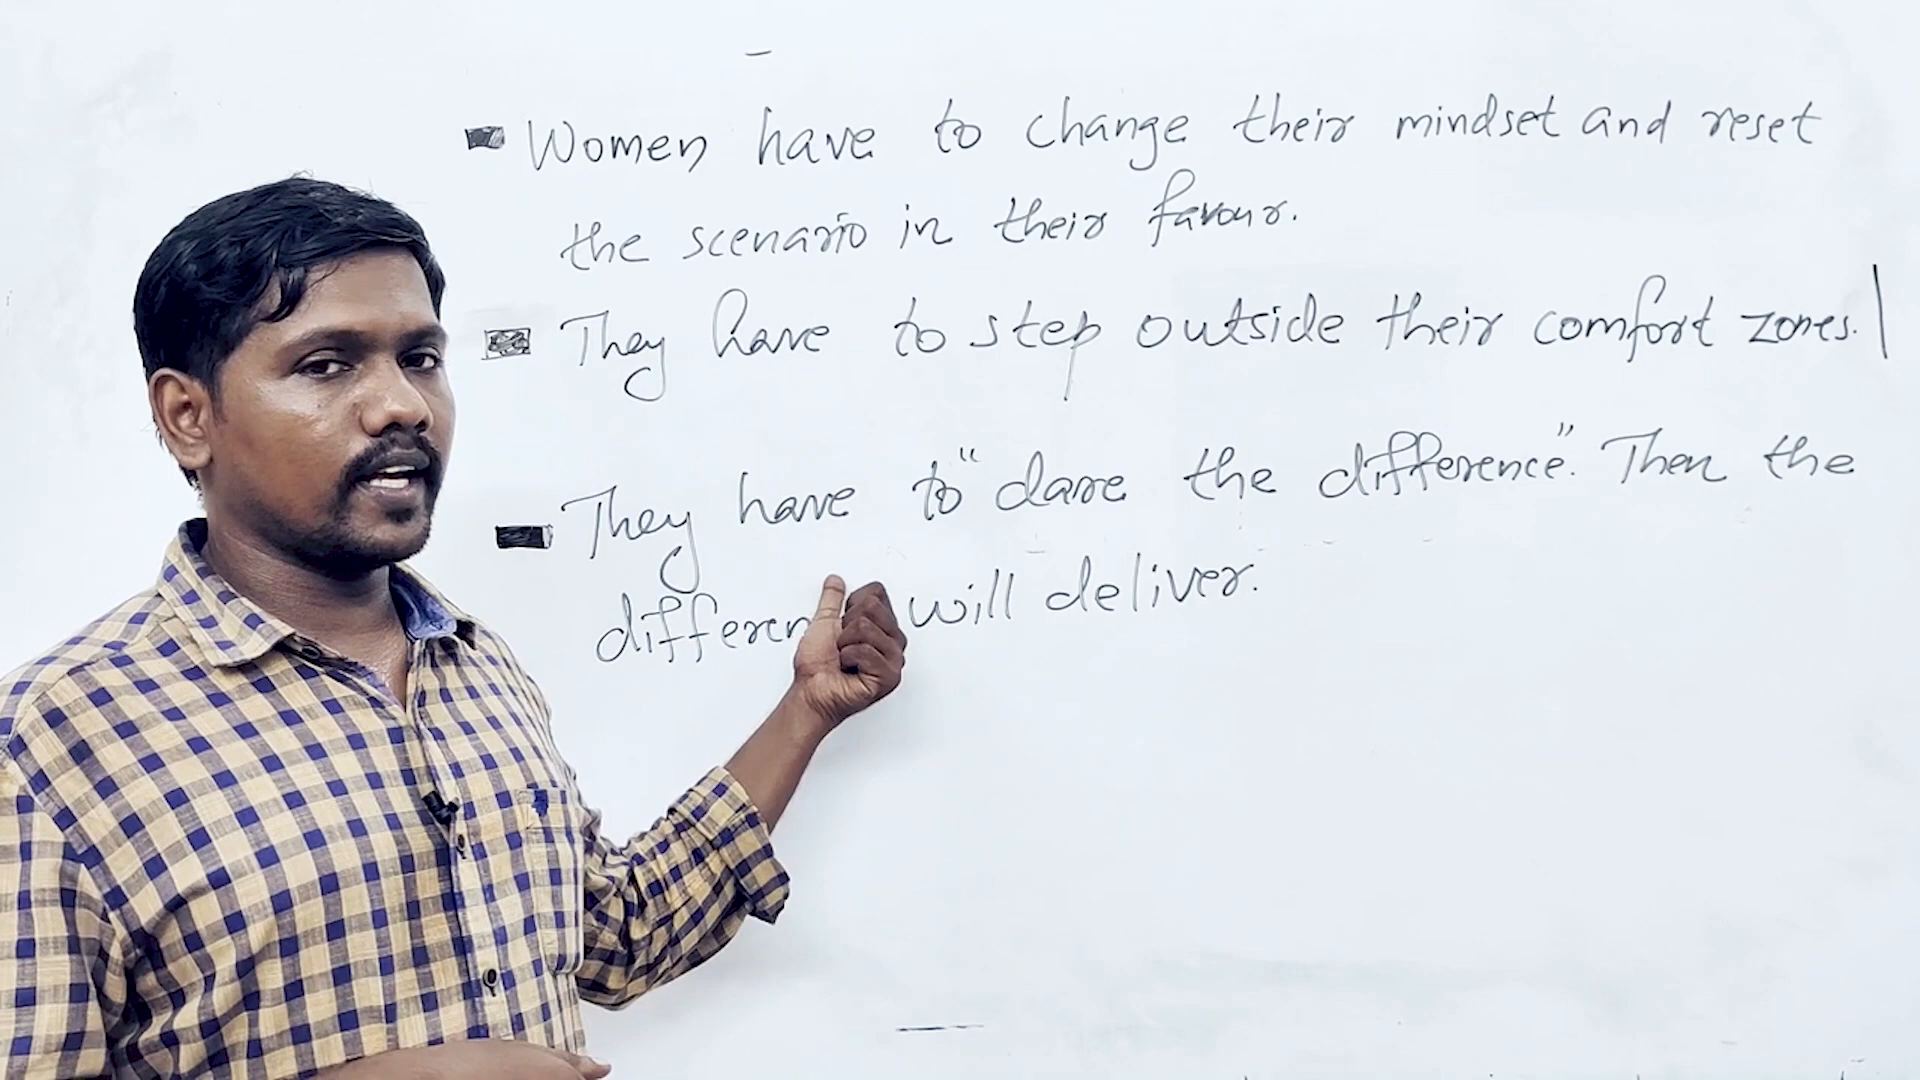 Women have to change their mindset and reset
the scenario in their favour.
They have to step outside their comfort zones.
They have to "dare the difference". Then the
differen will deliver.